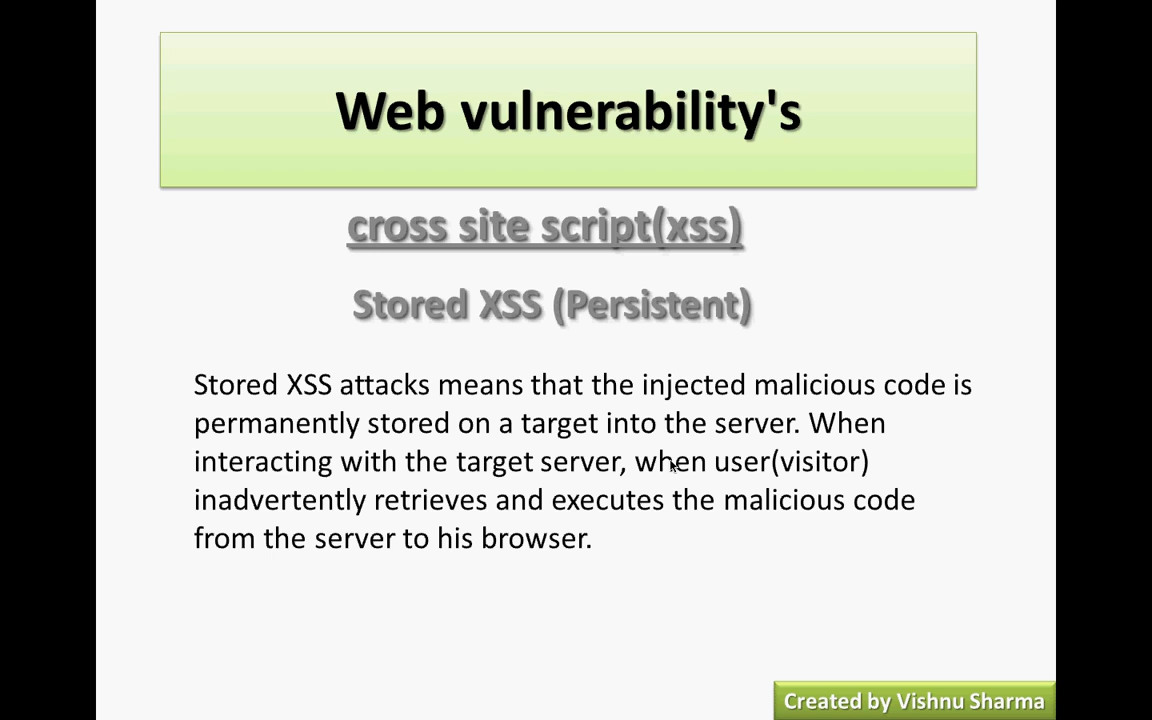 Web vulnerability's
cross site script(xss)
Stored XSS (Persistent)
Stored XSS attacks means that the injected malicious code is
permanently stored on a target into the server. When
interacting with the target server, when user(visitor)
inadvertently retrieves and executes the malicious code
from the server to his browser.
Created by Vishnu Sharma